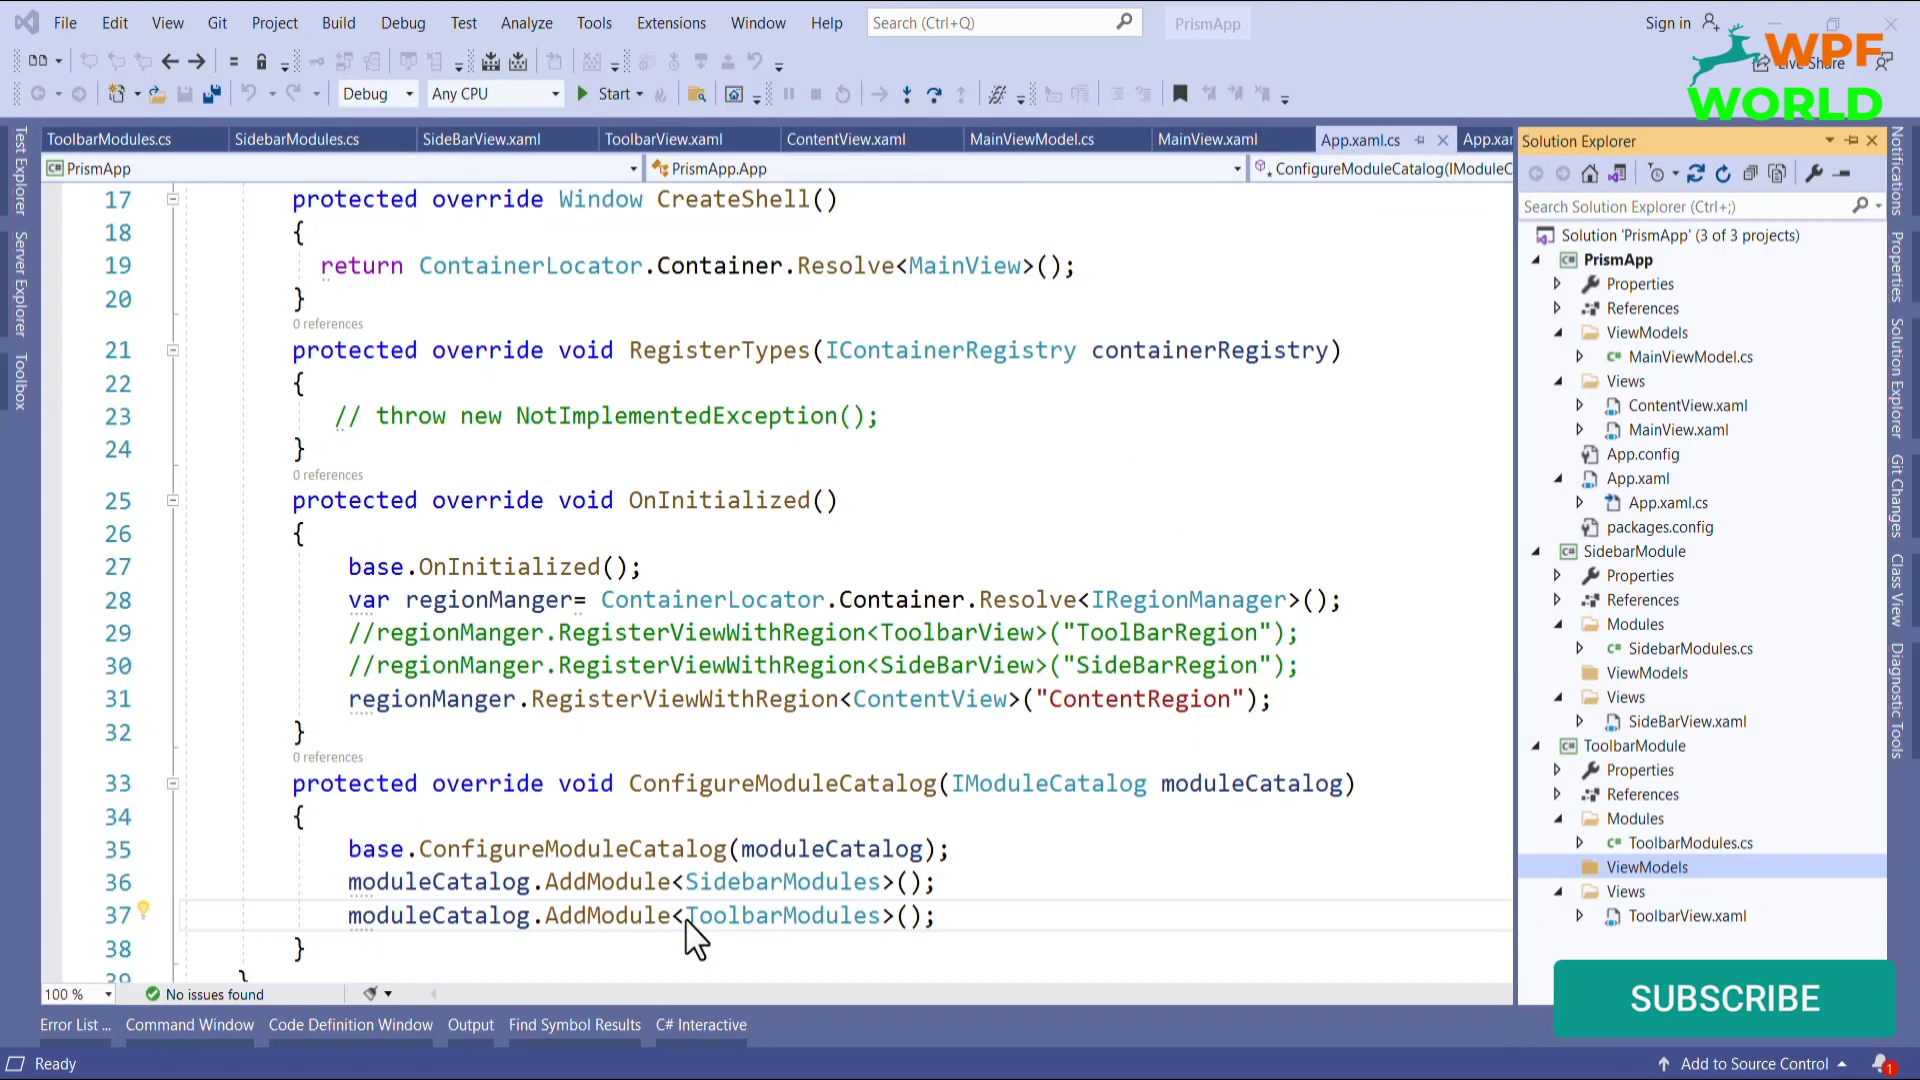 File Edit View Git Project Build Debug Test Analyze Tools Extensions Window Help Search (Ctrl+Q) PrismApp Sign in
WPF
Live Share
WORLD
Debug Any CPU Start
ToolbarModules.cs SidebarModules.cs SideBarView.xaml ToolbarView.xaml ContentView.xaml MainViewModel.cs MainView.xaml App.xaml.cs App.xar
PrismApp PrismApp.App ConfigureModuleCatalog(IModuleC
Test Explorer
Server Explorer
Toolbox
17 protected override Window CreateShell()
18 {
19 return ContainerLocator.Container.Resolve<MainView>();
20 }
0 references
21 protected override void RegisterTypes(IContainerRegistry containerRegistry)
22 {
23 // throw new NotImplementedException();
24 }
0 references
25 protected override void OnInitialized()
26 {
27 base.OnInitialized();
28 var regionManger= ContainerLocator.Container.Resolve<IRegionManager>();
29 //regionManger.RegisterViewWithRegion<ToolbarView>("ToolBarRegion");
30 //regionManger.RegisterViewWithRegion<SideBarView>("SideBarRegion");
31 regionManger.RegisterViewWithRegion<ContentView>("ContentRegion");
32 }
0 references
33 protected override void ConfigureModuleCatalog(IModuleCatalog moduleCatalog)
34 {
35 base.ConfigureModuleCatalog(moduleCatalog);
36 moduleCatalog.AddModule<SidebarModules>();
37 moduleCatalog.AddModule<ToolbarModules>();
38 }
39 }
100 % No issues found
Solution Explorer
Search Solution Explorer (Ctrl+;)
Solution 'PrismApp' (3 of 3 projects)
C# PrismApp
Properties
References
ViewModels
C# MainViewModel.cs
Views
ContentView.xaml
MainView.xaml
App.config
App.xaml
App.xaml.cs
packages.config
C# SidebarModule
Properties
References
Modules
C# SidebarModules.cs
ViewModels
Views
SideBarView.xaml
C# ToolbarModule
Properties
References
Modules
C# ToolbarModules.cs
ViewModels
Views
ToolbarView.xaml
Notifications
Properties
Solution Explorer
Git Changes
Class View
Diagnostic Tools
SUBSCRIBE
Error List ... Command Window Code Definition Window Output Find Symbol Results C# Interactive
Ready Add to Source Control 1